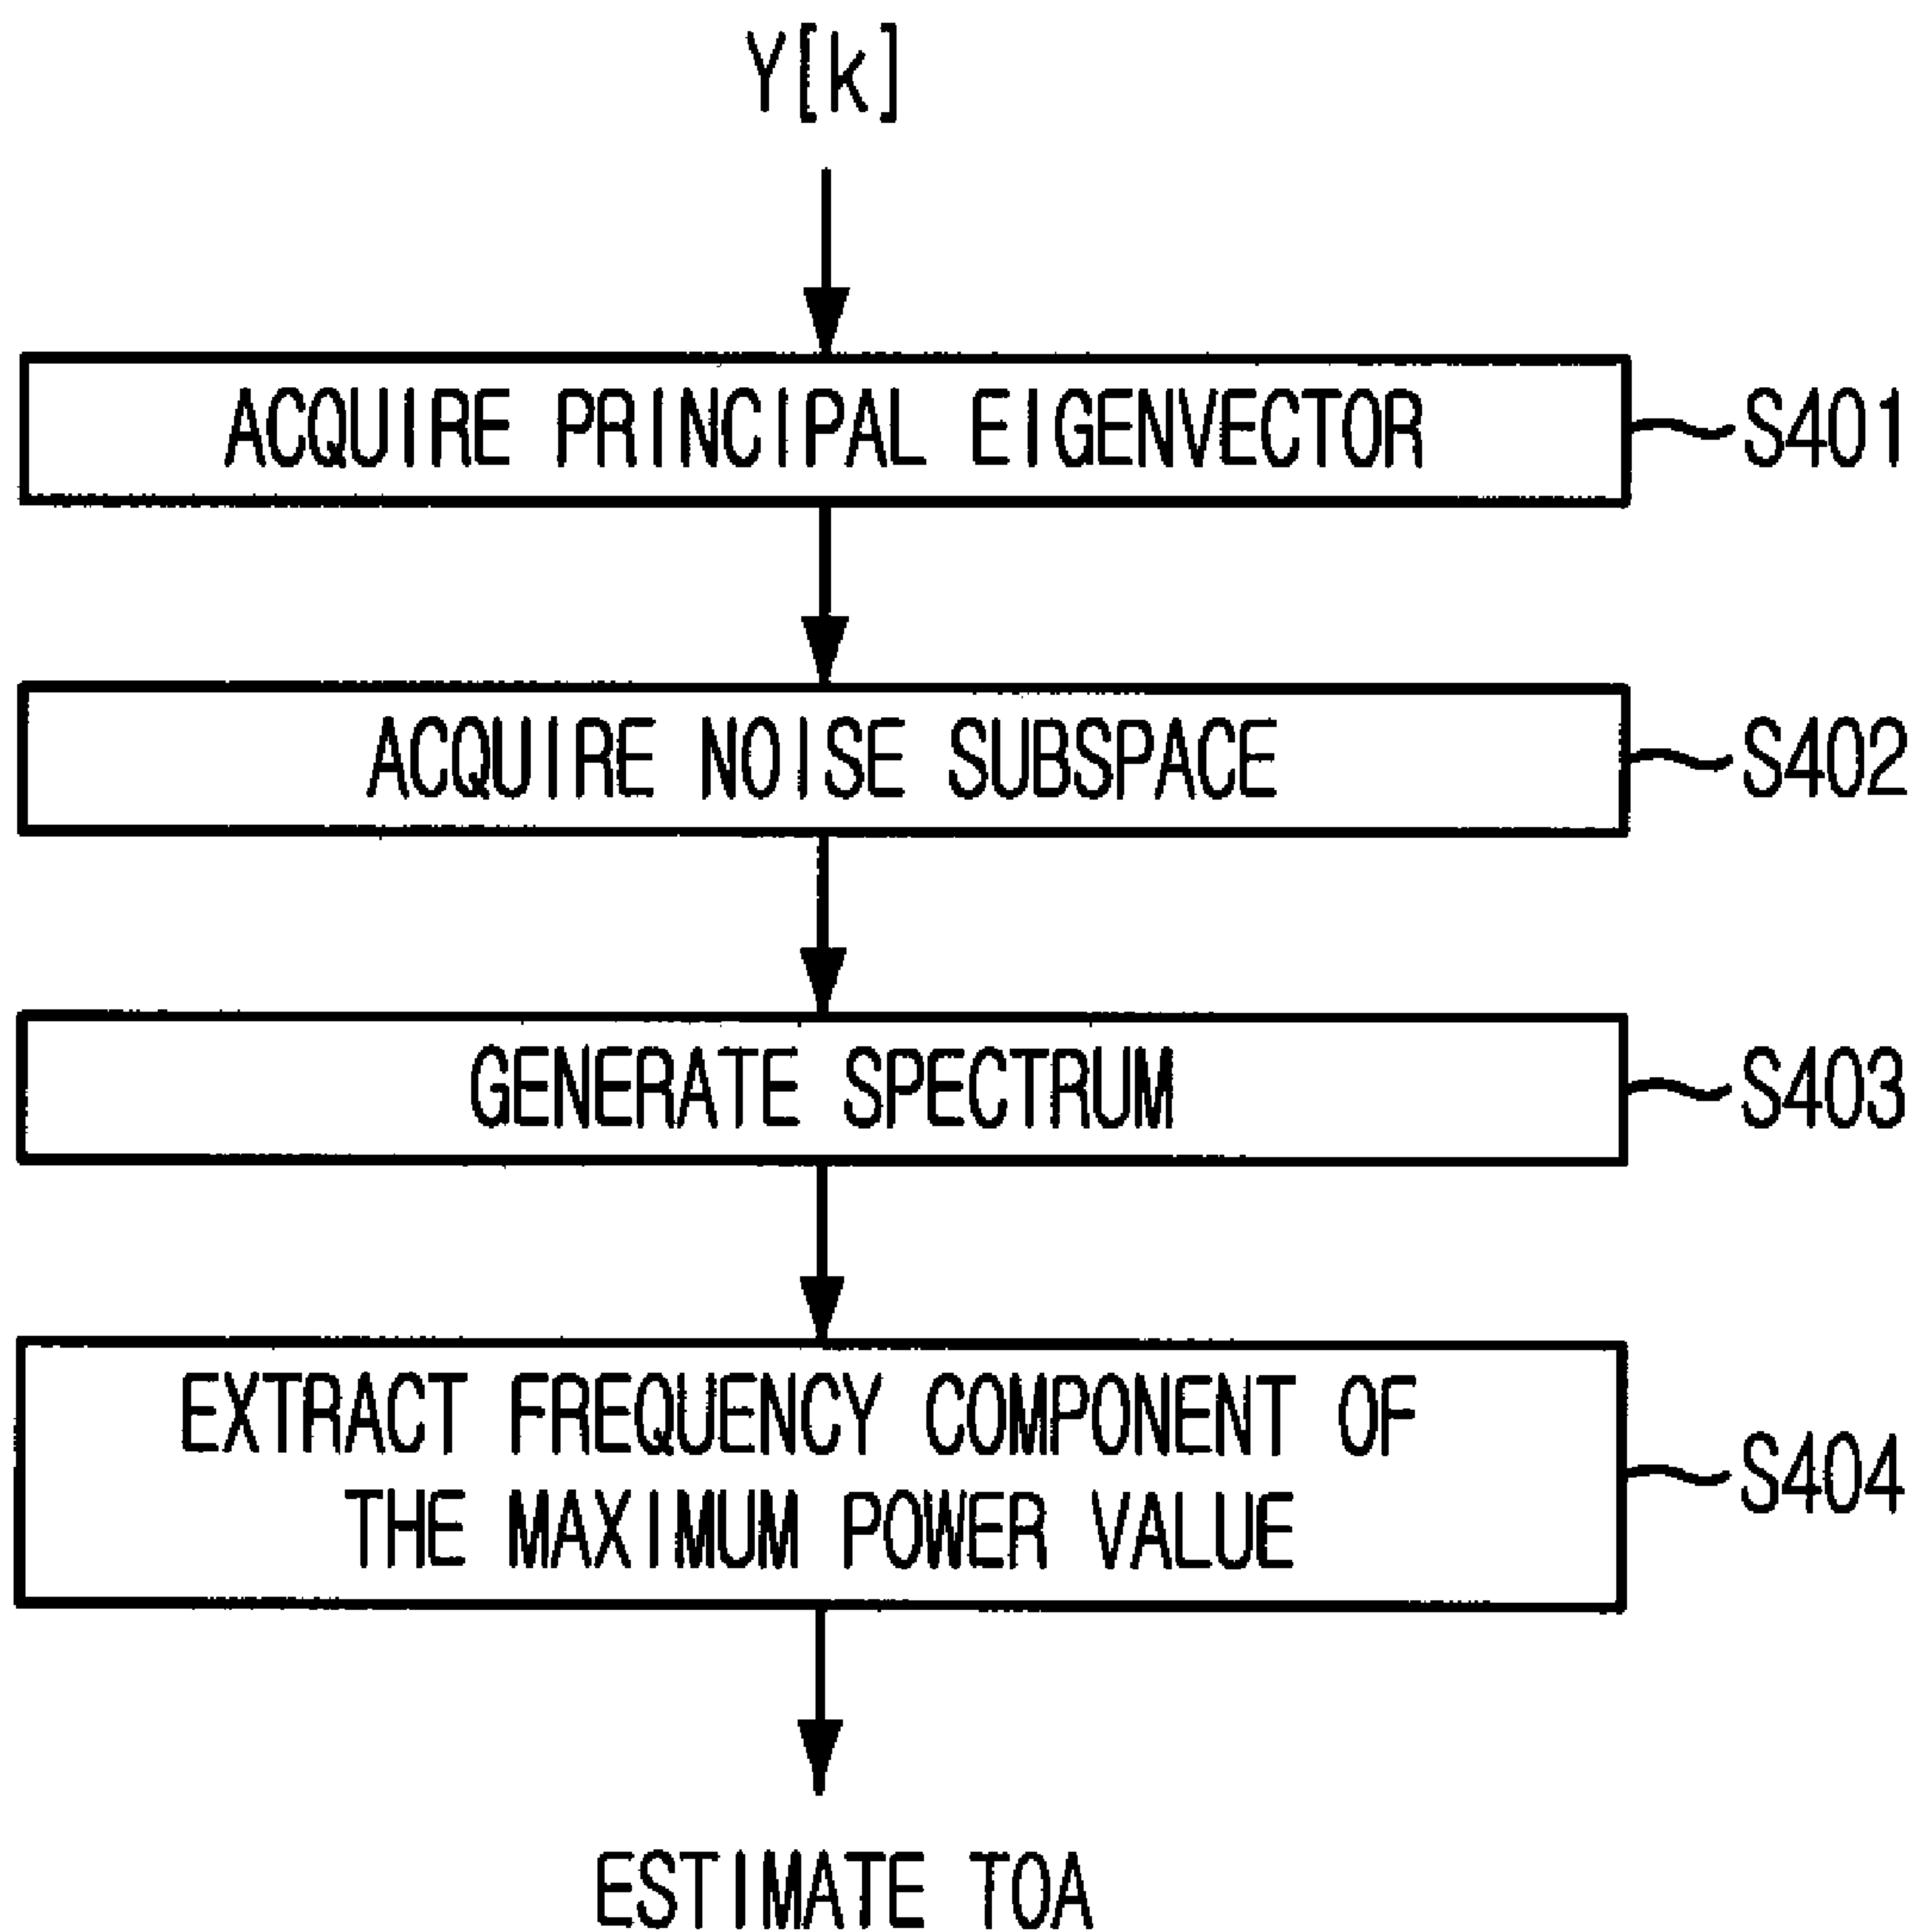 Y[k]
ACQUIRE PRINCIPAL EIGENVECTOR
S401
ACQUIRE NOISE SUBSPACE
S402
GENERATE SPECTRUM
S403
EXTRACT FREQUENCY COMPONENT OF
THE MAXIMUM POWER VALUE
S404
ESTIMATE TOA